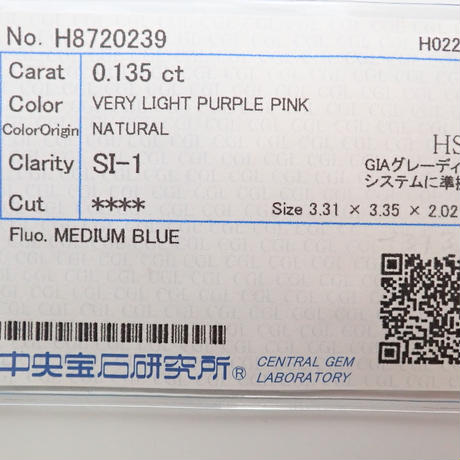 No. H8720239 H022
Carat 0.135 ct
Color VERY LIGHT PURPLE PINK
ColorOrigin NATURAL
HS
Clarity SI-1
GIAグレーディ
システムに準拠
Cut **** Size 3.31 × 3.35 × 2.02
Fluo. MEDIUM BLUE
中央宝石研究所® CENTRAL GEM
LABORATORY